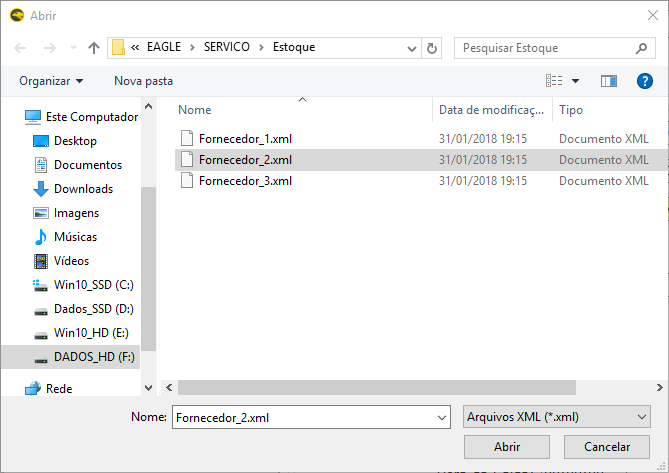 Abrir
« EAGLE > SERVICO > Estoque
Pesquisar Estoque
Organizar
Nova pasta
?
Este Computador
Desktop
Documentos
Downloads
Imagens
Músicas
Vídeos
Win10_SSD (C:)
Dados_SSD (D:)
Win10_HD (E:)
DADOS_HD (F:)
Rede
Nome Data de modificaç... Tipo
Fornecedor_1.xml 31/01/2018 19:15 Documento XML
Fornecedor_2.xml 31/01/2018 19:15 Documento XML
Fornecedor_3.xml 31/01/2018 19:15 Documento XML
Nome: Fornecedor_2.xml Arquivos XML (*.xml)
Abrir Cancelar